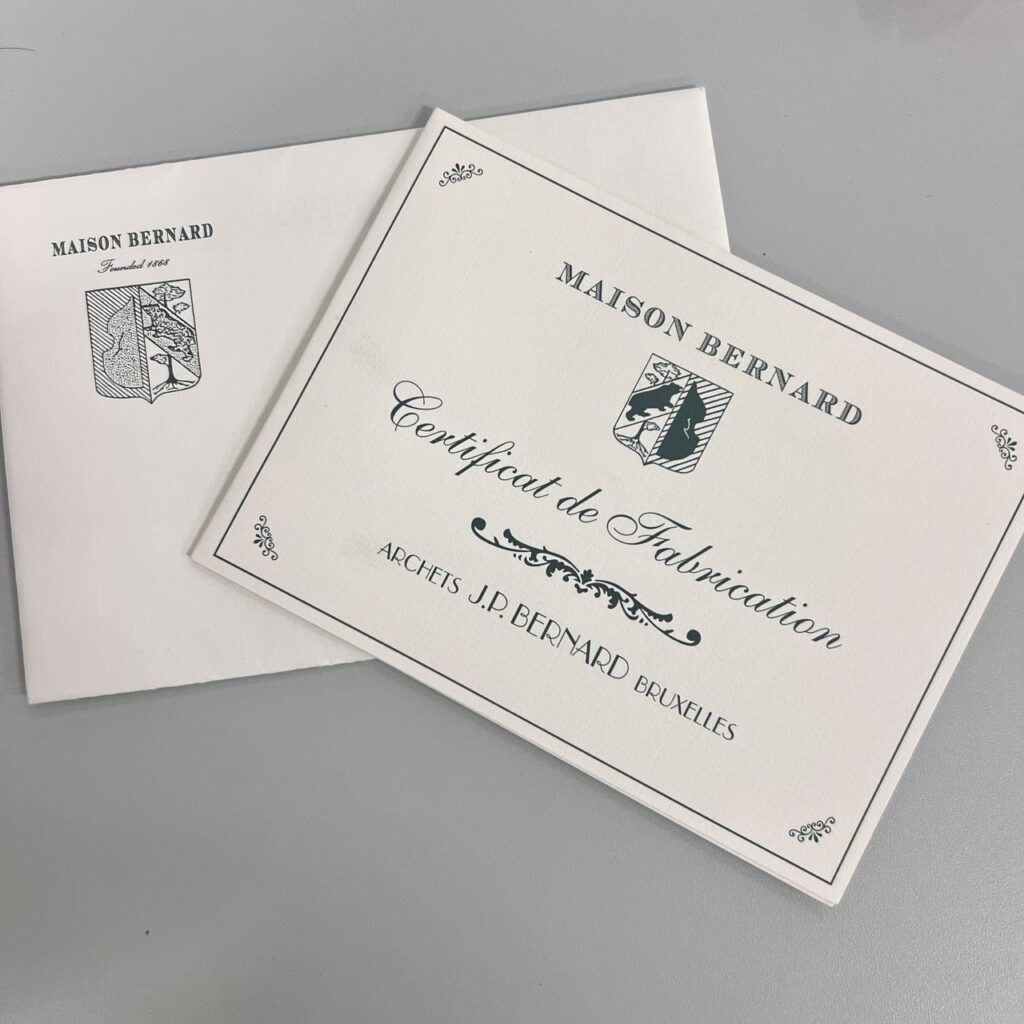 MAISON BERNARD
Founded 1868
MAISON BERNARD
Certificat de Fabrication
ARCHETS J.P. BERNARD BRUXELLES